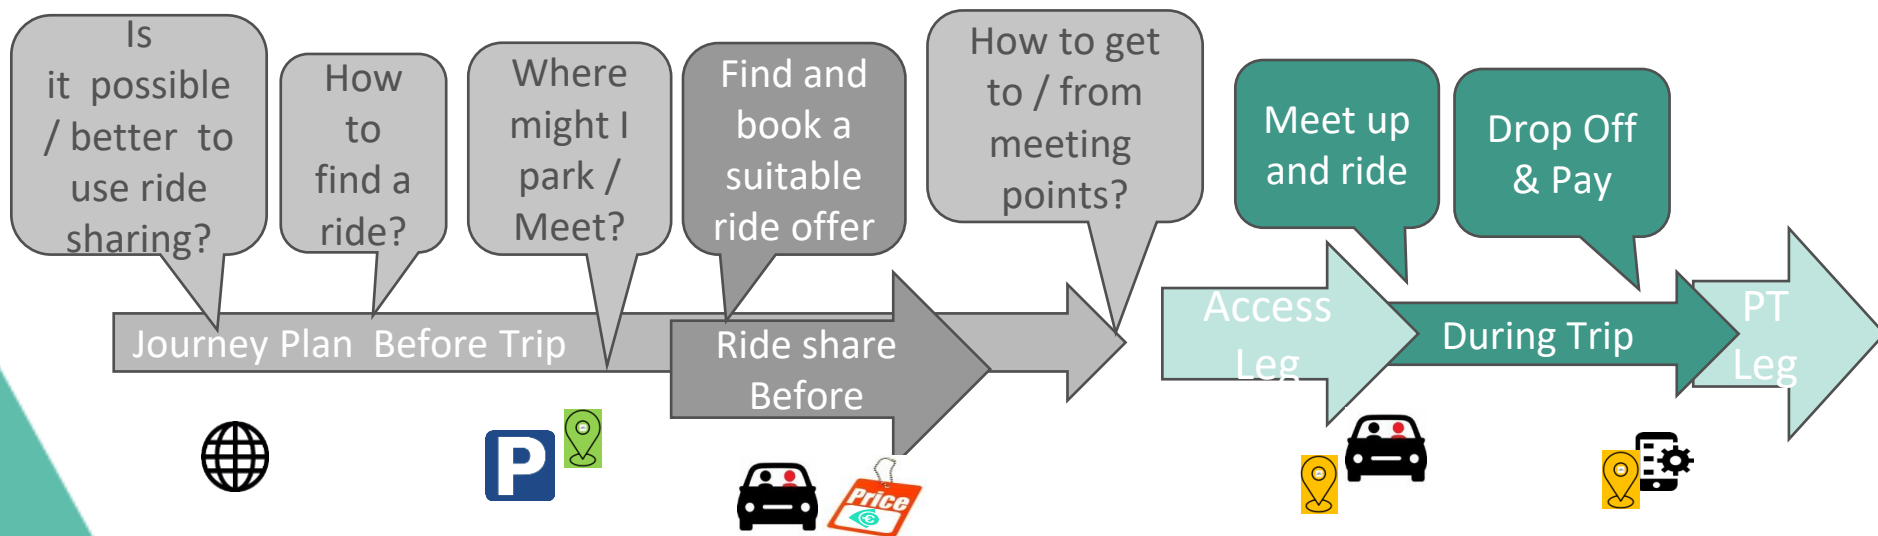 Is
it possible
/ better to
use ride
sharing?
How
to
find a
ride?
Where
might I
park /
Meet?
Find and
book a
suitable
ride offer
How to get
to / from
meeting
points?
Meet up
and ride
Drop Off
& Pay
Journey Plan Before Trip
Ride share
Before
Access
Leg
During Trip
PT
Leg
P
Price
€